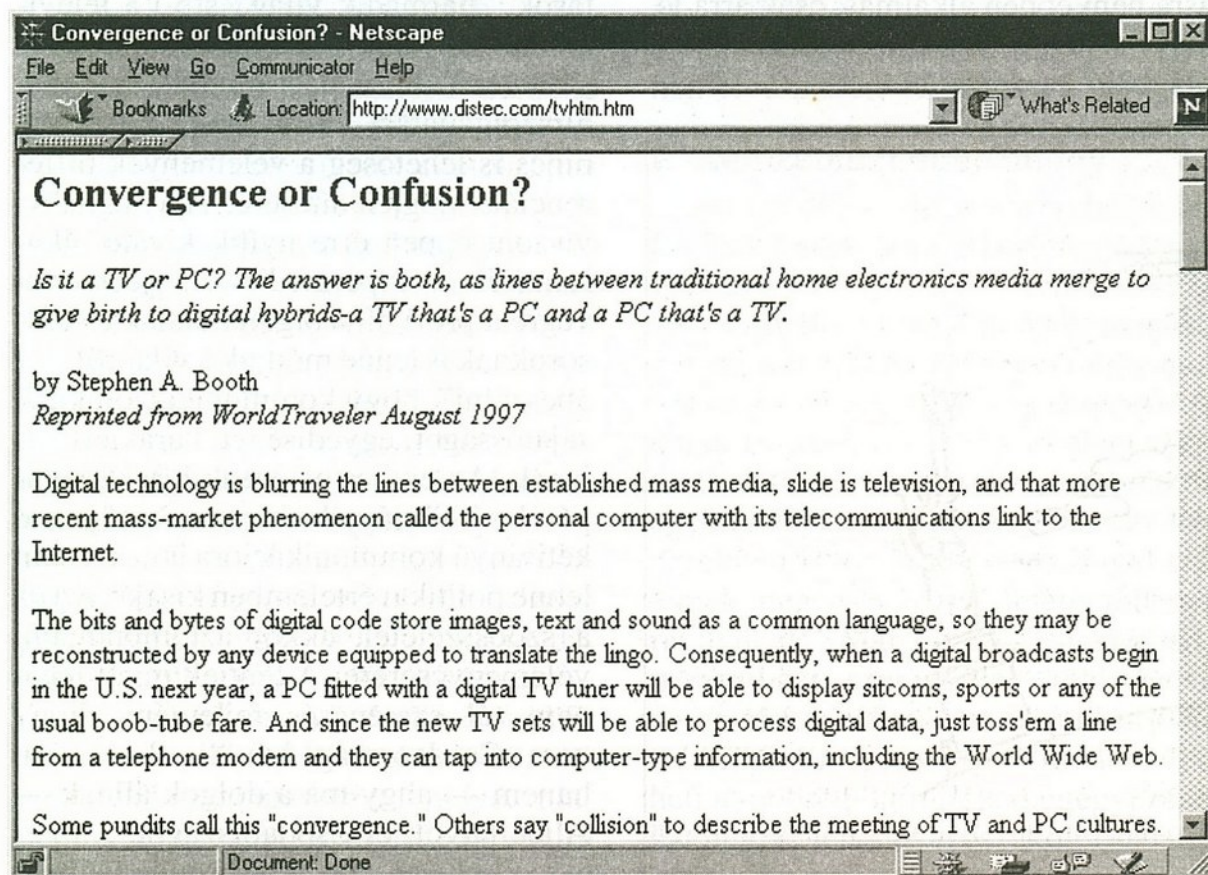 Convergence or Confusion? - Netscape
File Edit View Go Communicator Help
Bookmarks Location: http://www.distec.com/tvhtm.htm What's Related N
Convergence or Confusion?
Is it a TV or PC? The answer is both, as lines between traditional home electronics media merge to
give birth to digital hybrids-a TV that's a PC and a PC that's a TV.
by Stephen A. Booth
Reprinted from WorldTraveler August 1997
Digital technology is blurring the lines between established mass media, slide is television, and that more
recent mass-market phenomenon called the personal computer with its telecommunications link to the
Internet.
The bits and bytes of digital code store images, text and sound as a common language, so they may be
reconstructed by any device equipped to translate the lingo. Consequently, when a digital broadcasts begin
in the U.S. next year, a PC fitted with a digital TV tuner will be able to display sitcoms, sports or any of the
usual boob-tube fare. And since the new TV sets will be able to process digital data, just toss'em a line
from a telephone modem and they can tap into computer-type information, including the World Wide Web.
Some pundits call this "convergence." Others say "collision" to describe the meeting of TV and PC cultures.
Document: Done